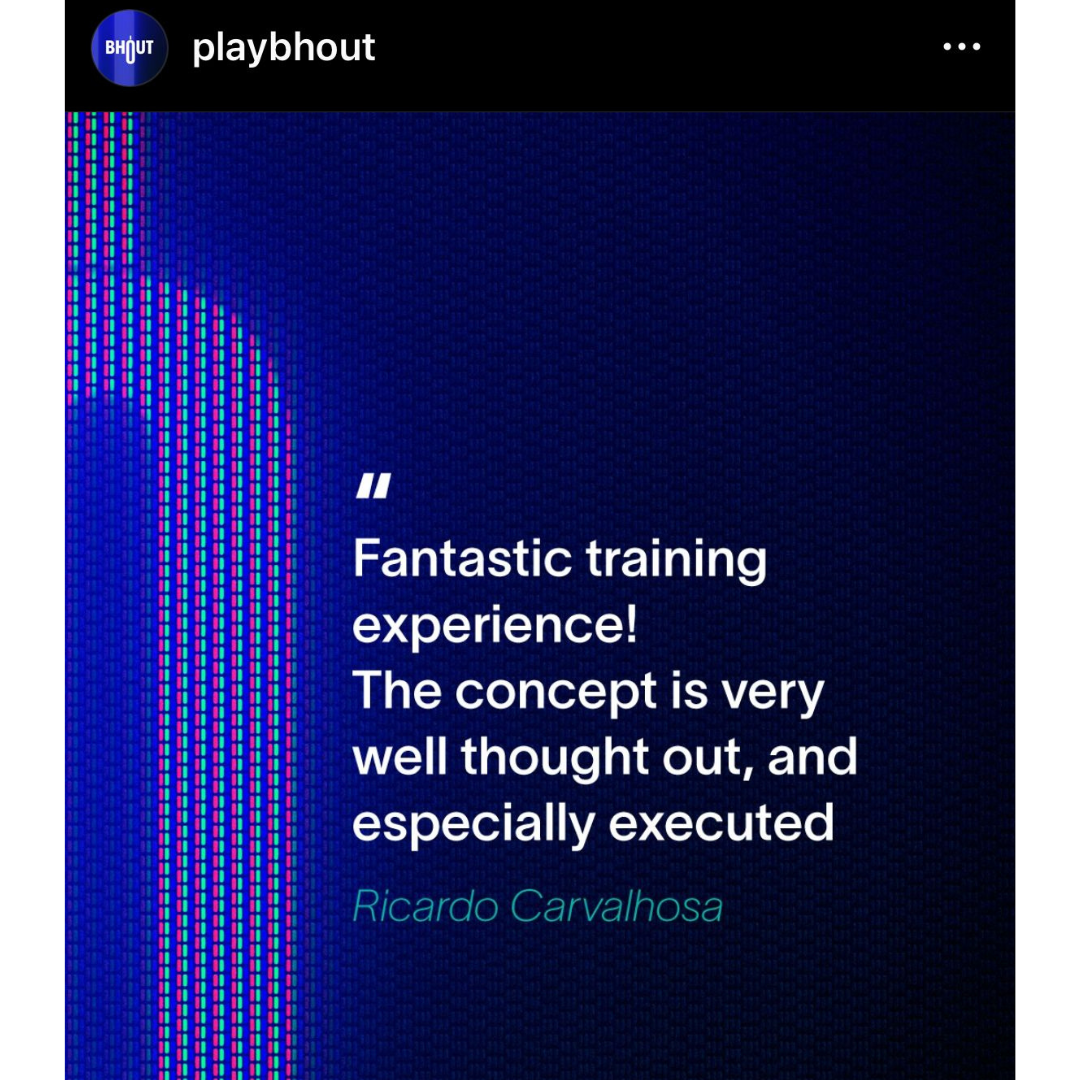 BHOUT
playbhout
“
Fantastic training
experience!
The concept is very
well thought out, and
especially executed
Ricardo Carvalhosa